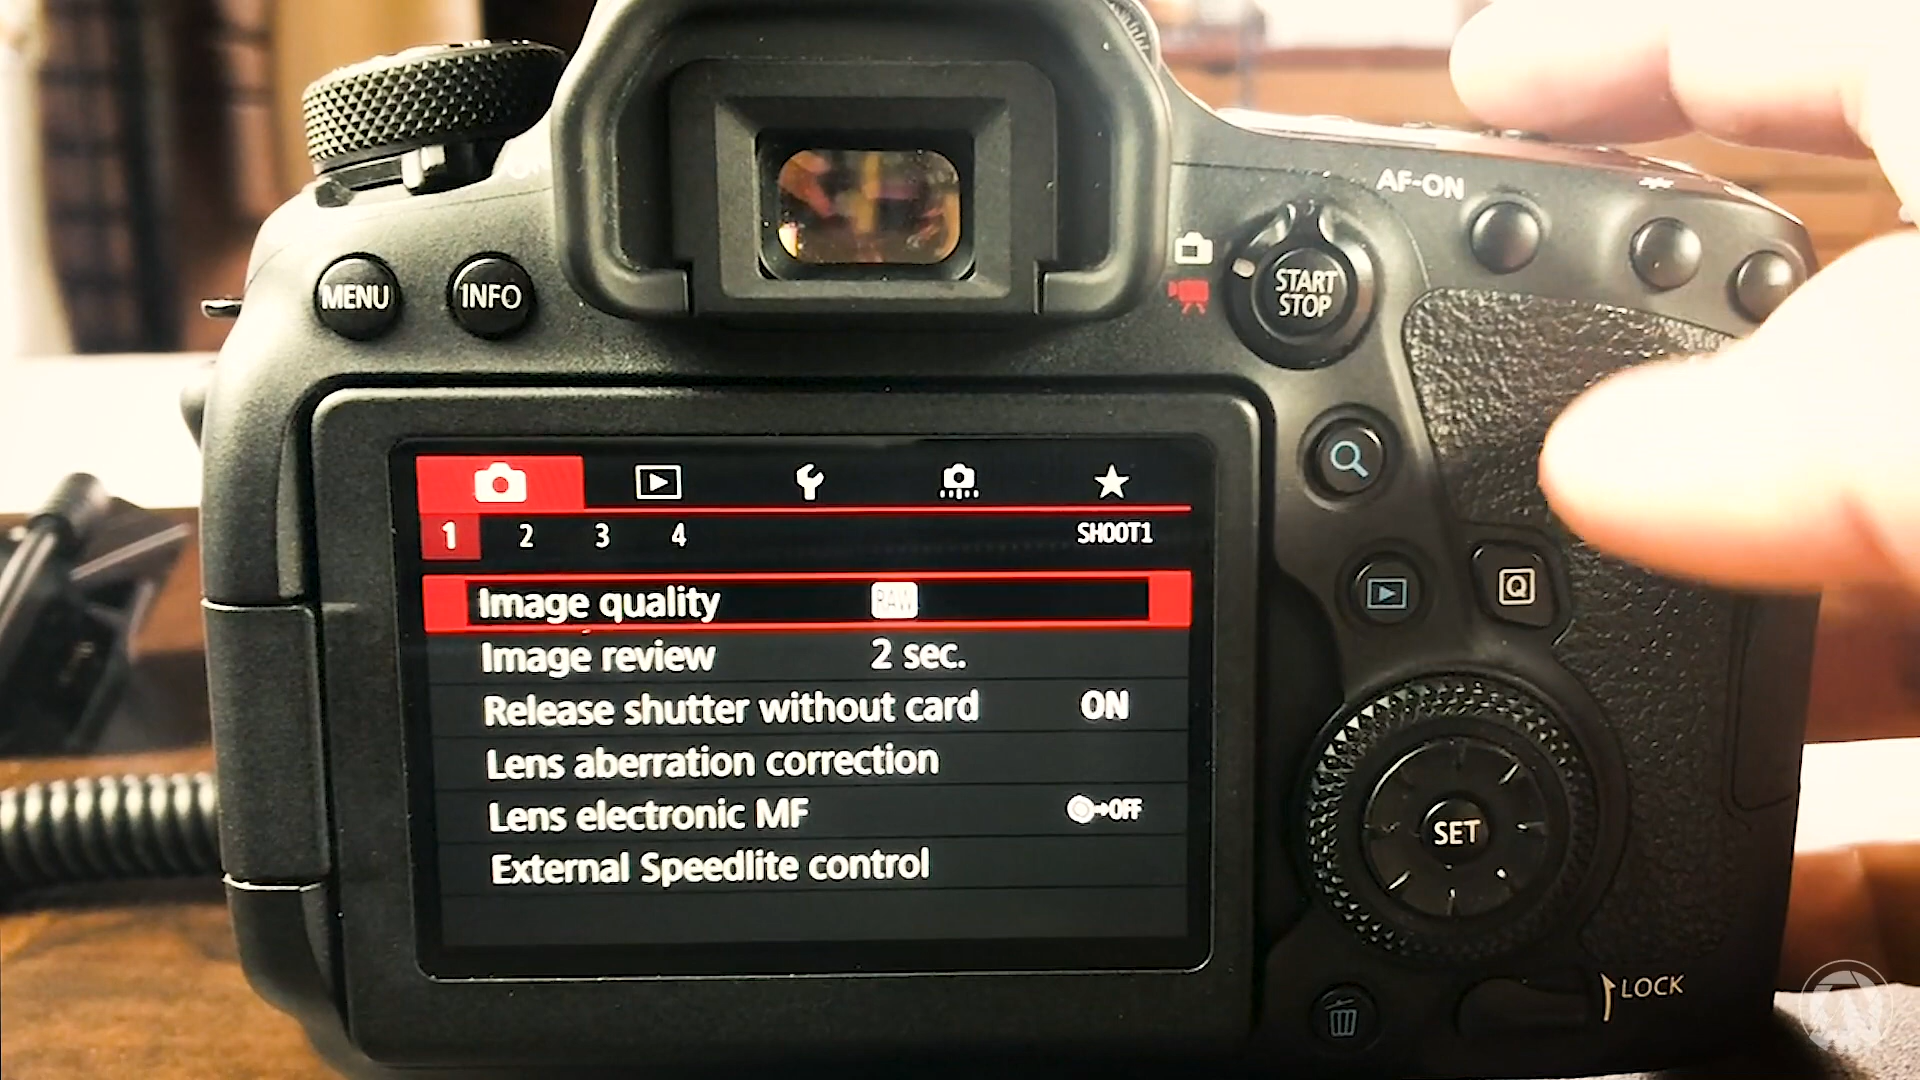 AF-ON
MENU
INFO
START
STOP
1 2 3 4 SHOOT1
Image quality RAW
Image review 2 sec.
Release shutter without card ON
Lens aberration correction
Lens electronic MF →OFF
External Speedlite control
Q
SET
LOCK